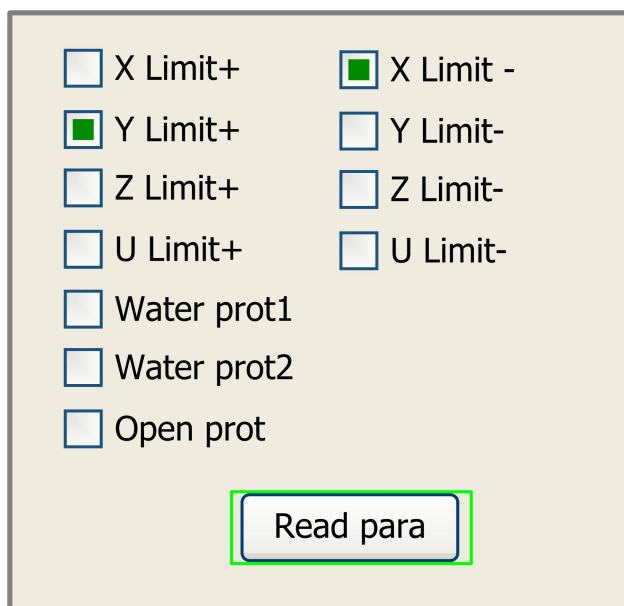 X Limit+ X Limit -
Y Limit+ Y Limit-
Z Limit+ Z Limit-
U Limit+ U Limit-
Water prot1
Water prot2
Open prot
Read para